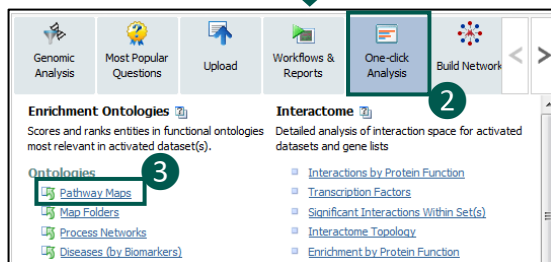 Genomic Analysis
Most Popular Questions
Upload
Workflows & Reports
One-click Analysis
Build Network
<
>
2
Enrichment Ontologies
Scores and ranks entities in functional ontologies
most relevant in activated dataset(s).
Ontologies
3
Pathway Maps
Map Folders
Process Networks
Diseases (by Biomarkers)
Interactome
Detailed analysis of interaction space for activated
datasets and gene lists
Interactions by Protein Function
Transcription Factors
Significant Interactions Within Set(s)
Interactome Topology
Enrichment by Protein Function